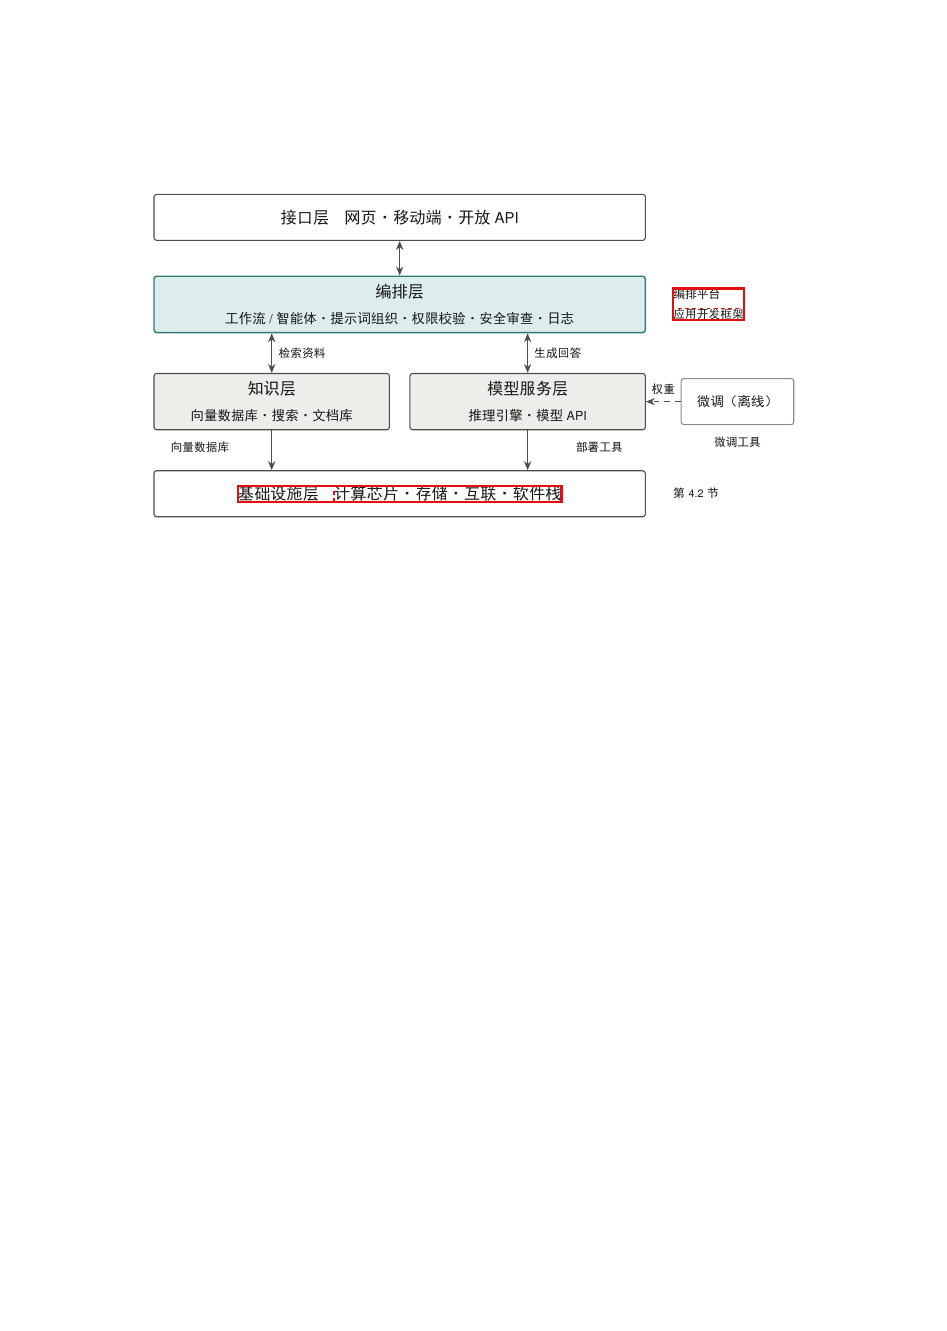 接口层　网页・移动端・开放 API
编排层
工作流 / 智能体・提示词组织・权限校验・安全审查・日志
编排平台
应用开发框架
检索资料
生成回答
知识层
向量数据库・搜索・文档库
模型服务层
推理引擎・模型 API
权重
微调（离线）
向量数据库
部署工具
微调工具
基础设施层　计算芯片・存储・互联・软件栈
第 4.2 节